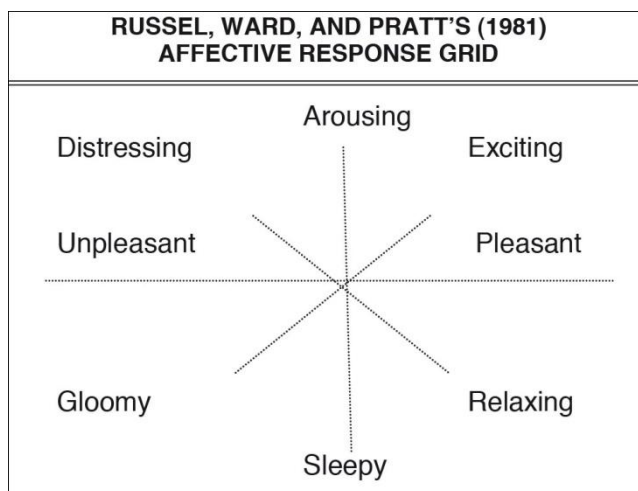 RUSSEL, WARD, AND PRATT'S (1981)
AFFECTIVE RESPONSE GRID
Arousing
Distressing
Exciting
Unpleasant
Pleasant
Gloomy
Relaxing
Sleepy